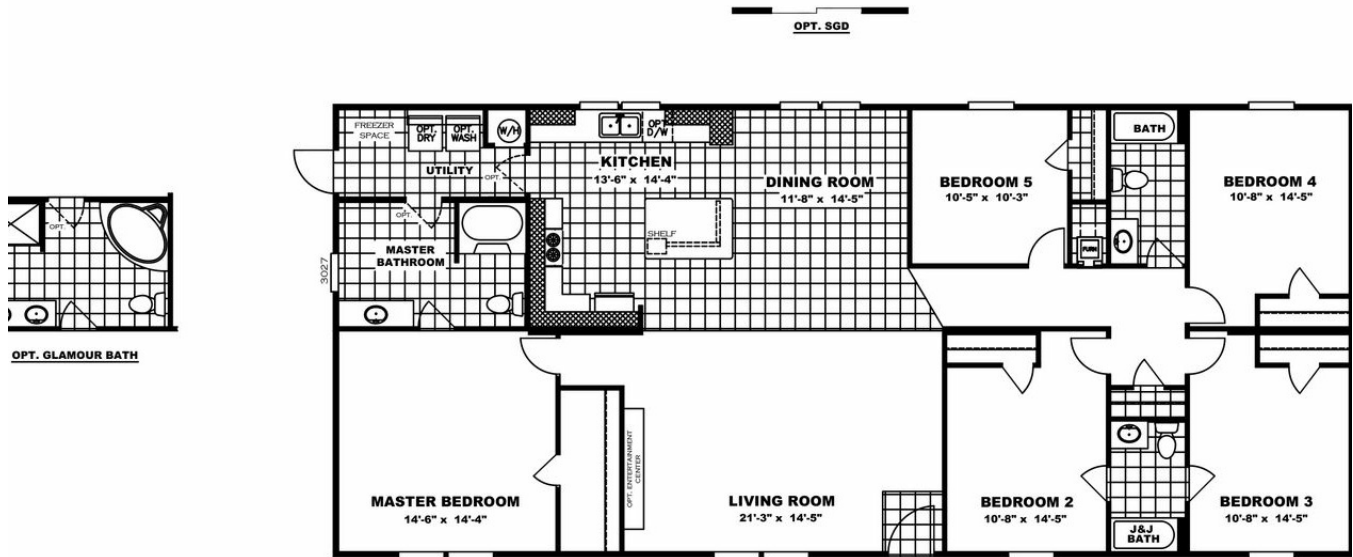 OPT. SGD
FREEZER
SPACE
OPT.
DRY
OPT.
WASH
W/H
UTILITY
OPT.
KITCHEN
13'-6" x 14'-4"
OPT
D/W
DINING ROOM
11'-8" x 14'-5"
BEDROOM 5
10'-5" x 10'-3"
BATH
BEDROOM 4
10'-8" x 14'-5"
FURN
SHELF
OPT.
MASTER
BATHROOM
3027
OPT.
OPT. GLAMOUR BATH
MASTER BEDROOM
14'-6" x 14'-4"
OPT. ENTERTAINMENT
CENTER
LIVING ROOM
21'-3" x 14'-5"
BEDROOM 2
10'-8" x 14'-5"
J&J
BATH
BEDROOM 3
10'-8" x 14'-5"